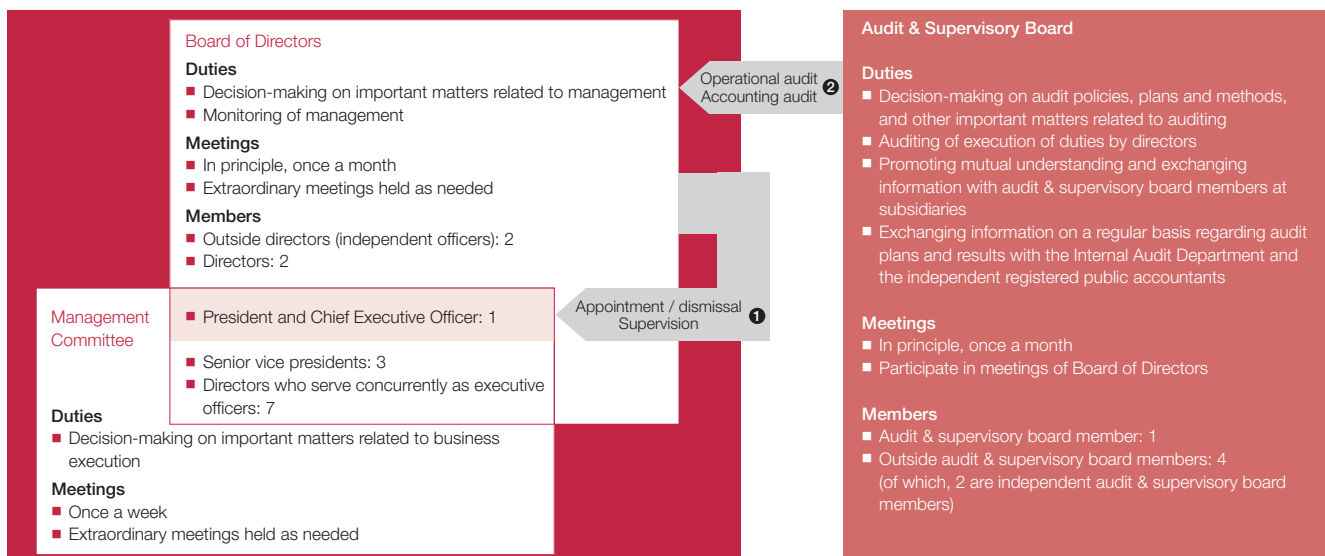 Board of Directors
Duties
■ Decision-making on important matters related to management
■ Monitoring of management
Meetings
■ In principle, once a month
■ Extraordinary meetings held as needed
Members
■ Outside directors (independent officers): 2
■ Directors: 2
Management
Committee
■ President and Chief Executive Officer: 1
■ Senior vice presidents: 3
■ Directors who serve concurrently as executive
officers: 7
Duties
■ Decision-making on important matters related to business
execution
Meetings
■ Once a week
■ Extraordinary meetings held as needed
Operational audit
Accounting audit ❷
Appointment / dismissal
Supervision ❶
Audit & Supervisory Board
Duties
■ Decision-making on audit policies, plans and methods,
and other important matters related to auditing
■ Auditing of execution of duties by directors
■ Promoting mutual understanding and exchanging
information with audit & supervisory board members at
subsidiaries
■ Exchanging information on a regular basis regarding audit
plans and results with the Internal Audit Department and
the independent registered public accountants
Meetings
■ In principle, once a month
■ Participate in meetings of Board of Directors
Members
■ Audit & supervisory board member: 1
■ Outside audit & supervisory board members: 4
(of which, 2 are independent audit & supervisory board
members)